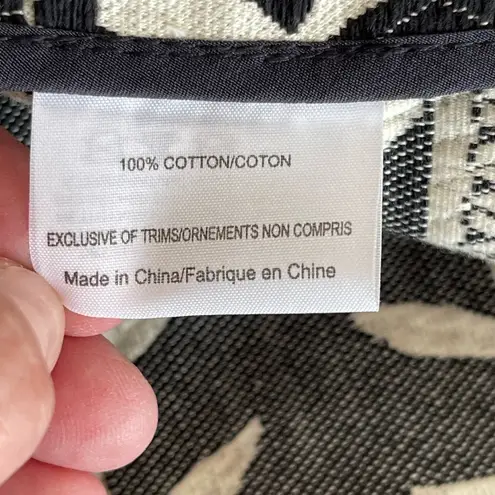 100% COTTON/COTON
EXCLUSIVE OF TRIMS/ORNEMENTS NON COMPRIS
Made in China/Fabrique en Chine